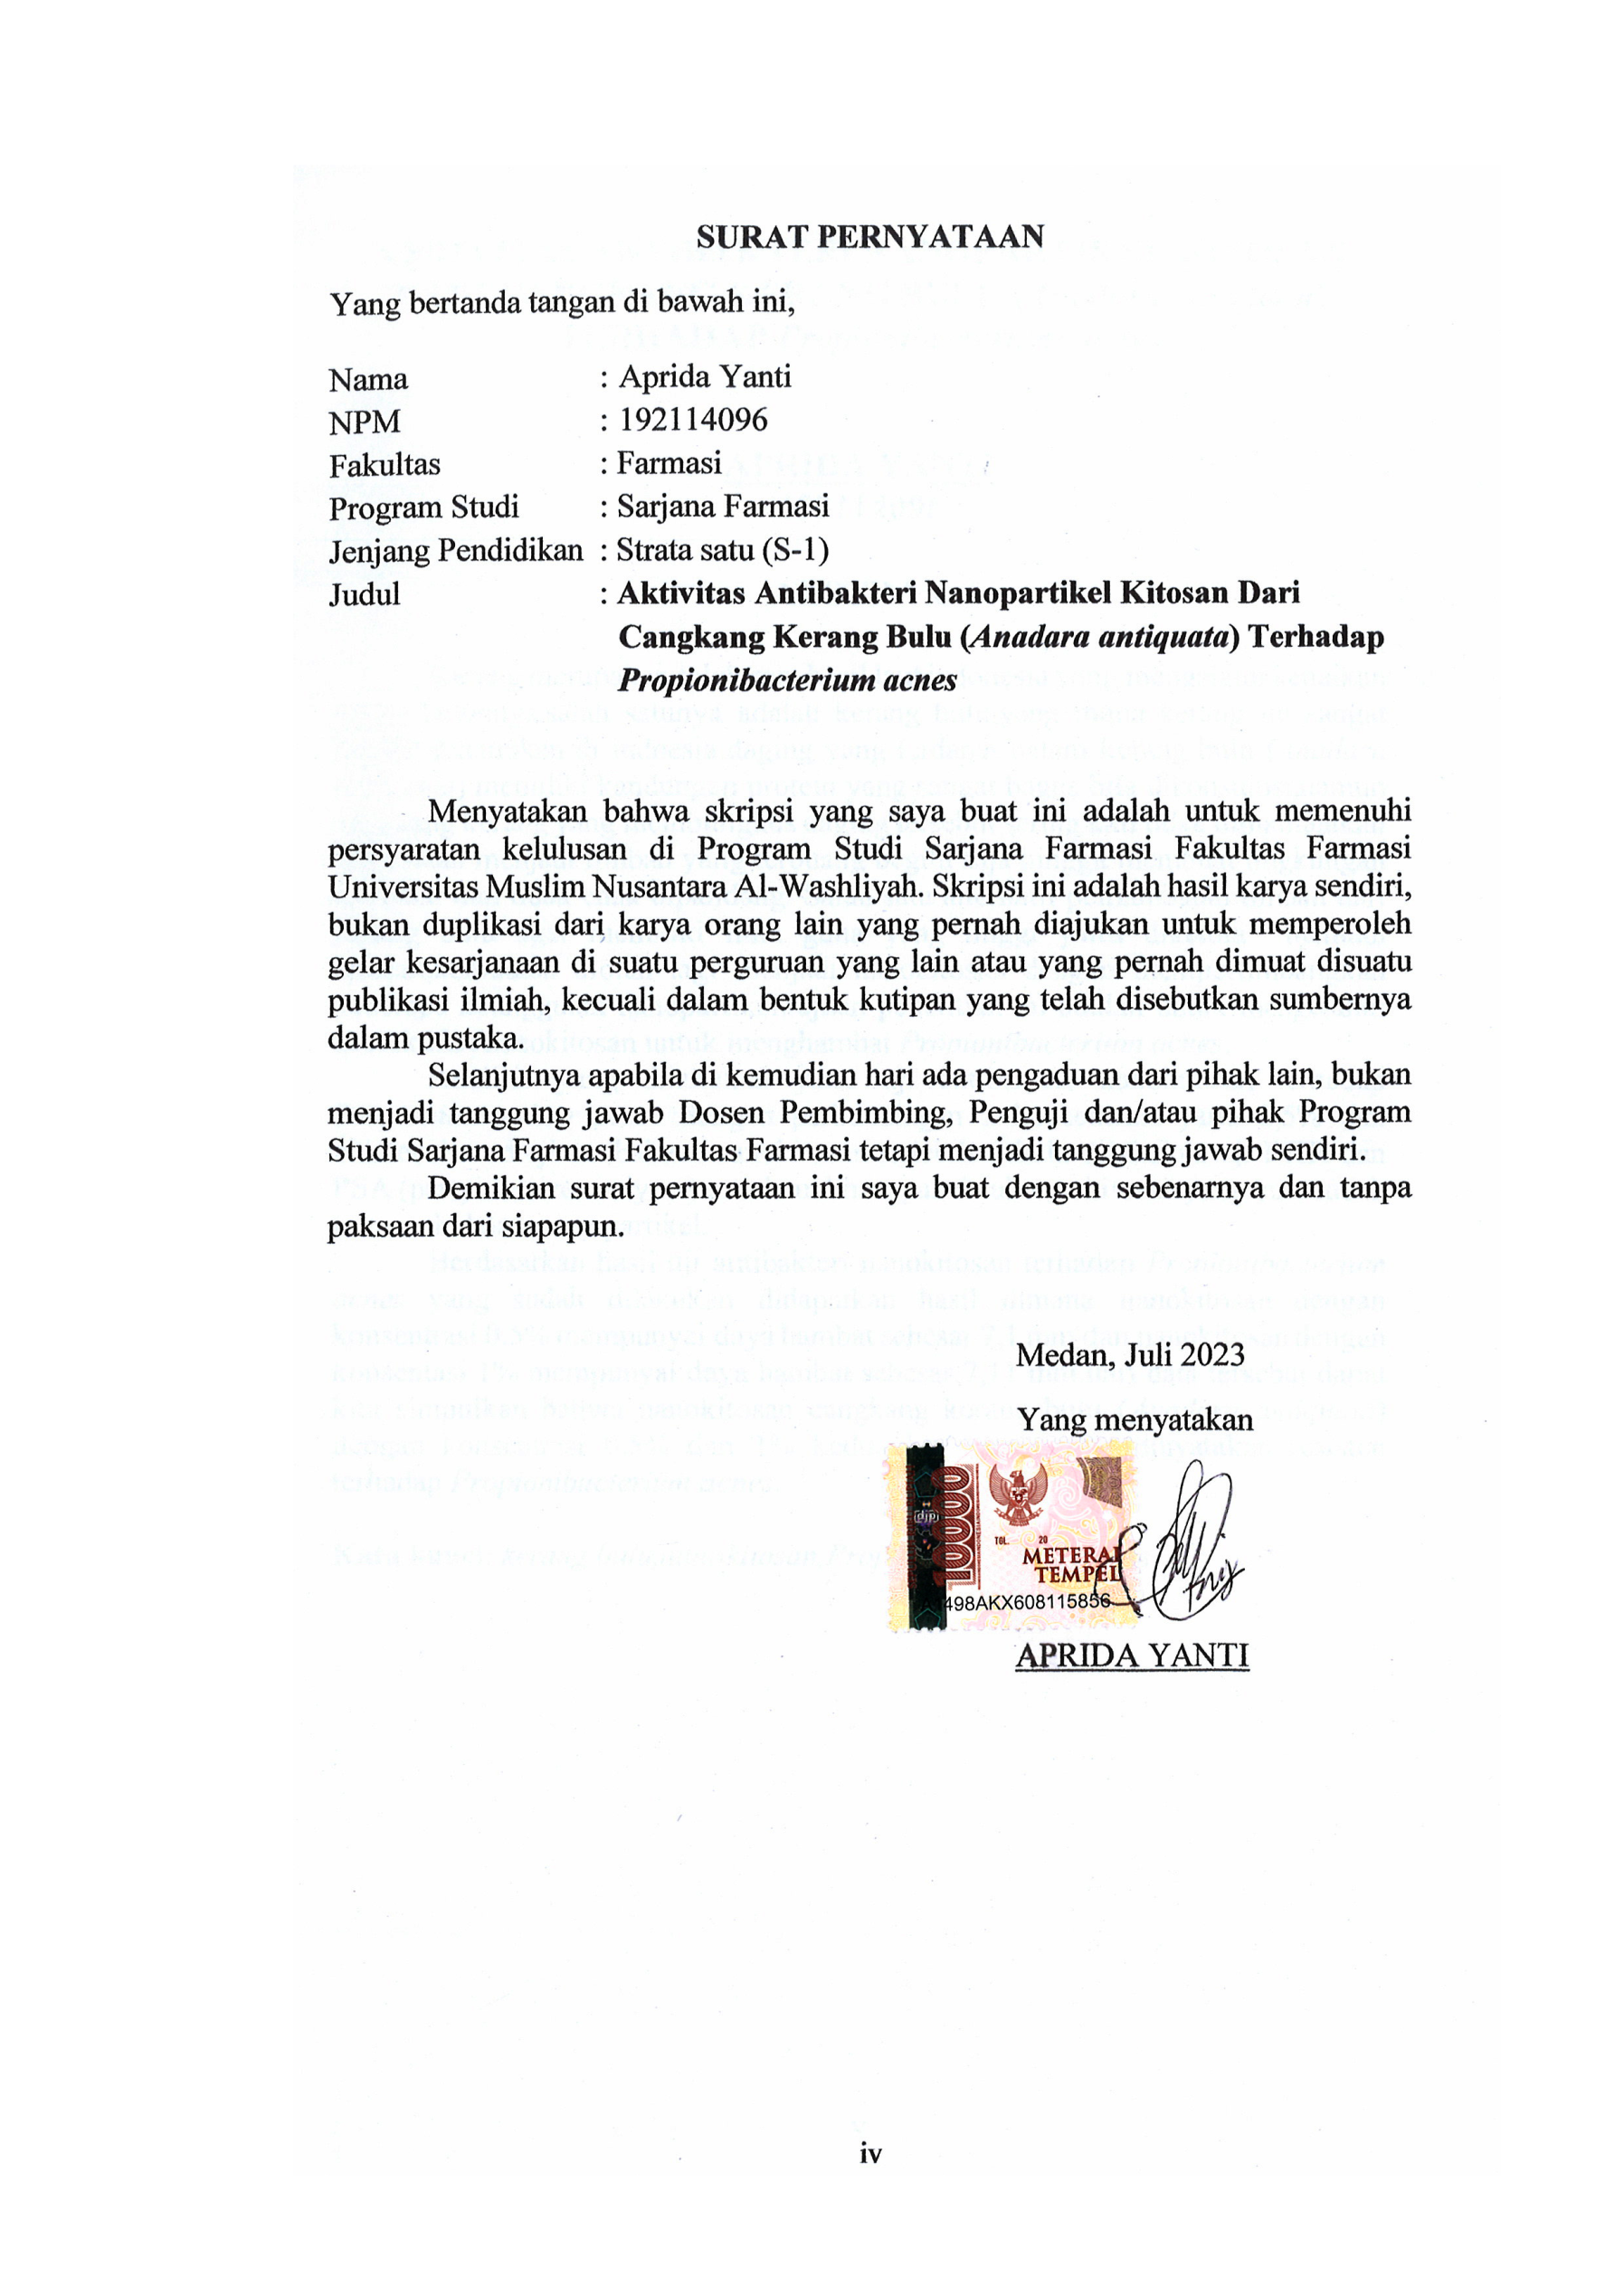 SURAT PERNYATAAN
Yang bertanda tangan di bawah ini,
Nama : Aprida Yanti
NPM : 192114096
Fakultas : Farmasi
Program Studi : Sarjana Farmasi
Jenjang Pendidikan : Strata satu (S-1)
Judul : Aktivitas Antibakteri Nanopartikel Kitosan Dari
Cangkang Kerang Bulu (Anadara antiquata) Terhadap
Propionibacterium acnes
Menyatakan bahwa skripsi yang saya buat ini adalah untuk memenuhi
persyaratan kelulusan di Program Studi Sarjana Farmasi Fakultas Farmasi
Universitas Muslim Nusantara Al-Washliyah. Skripsi ini adalah hasil karya sendiri,
bukan duplikasi dari karya orang lain yang pernah diajukan untuk memperoleh
gelar kesarjanaan di suatu perguruan yang lain atau yang pernah dimuat disuatu
publikasi ilmiah, kecuali dalam bentuk kutipan yang telah disebutkan sumbernya
dalam pustaka.
Selanjutnya apabila di kemudian hari ada pengaduan dari pihak lain, bukan
menjadi tanggung jawab Dosen Pembimbing, Penguji dan/atau pihak Program
Studi Sarjana Farmasi Fakultas Farmasi tetapi menjadi tanggung jawab sendiri.
Demikian surat pernyataan ini saya buat dengan sebenarnya dan tanpa
paksaan dari siapapun.
Medan, Juli 2023
Yang menyatakan
10000
djp
TGL. 20
METERAI
TEMPEL
498AKX608115856
APRIDA YANTI
iv